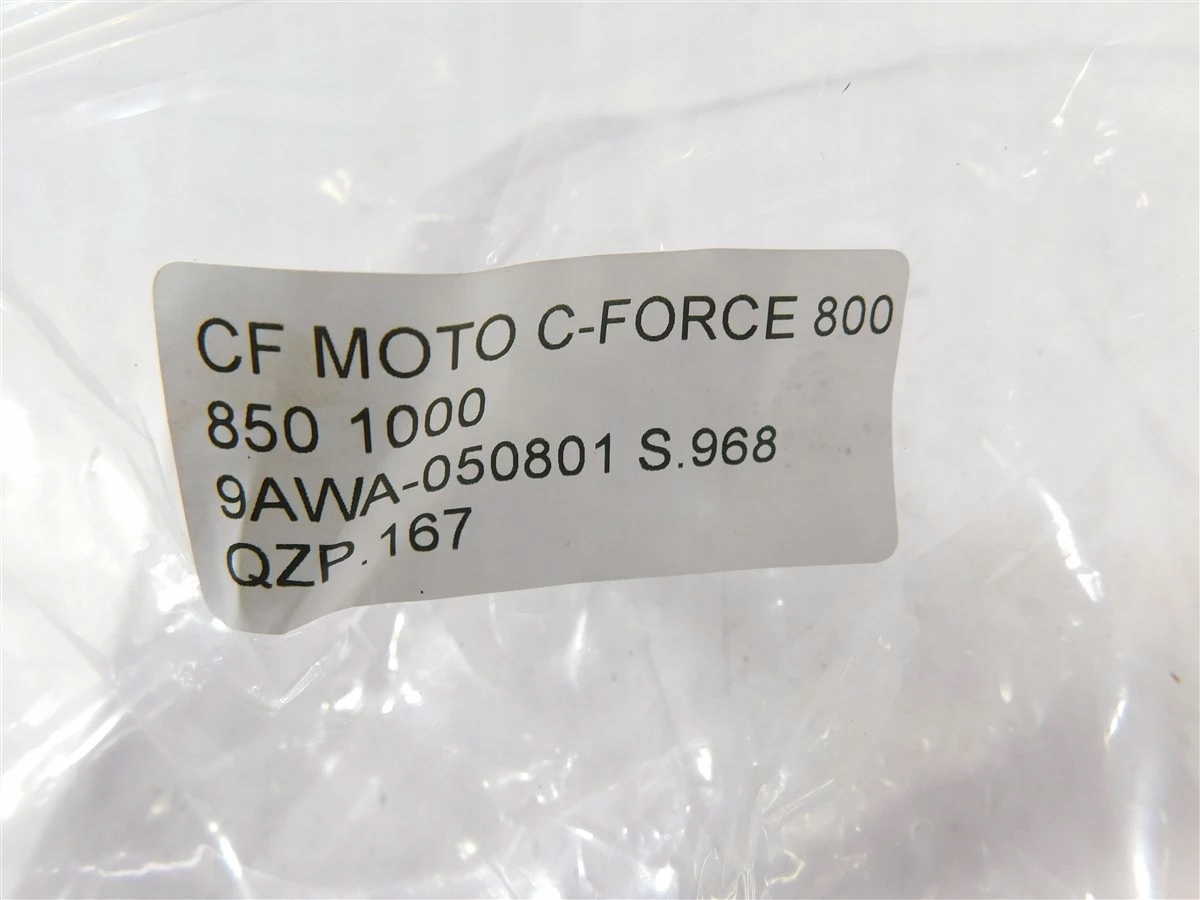 CF MOTO C-FORCE 800
850 1000
9AWA-050801 S.968
QZP.167